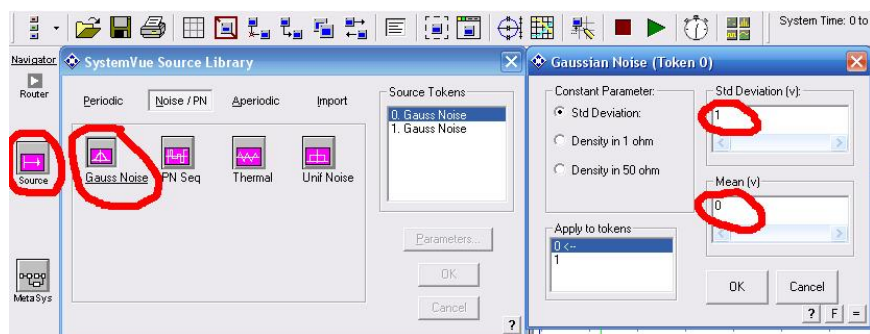 System Time: 0 to
Navigator
Router
Source
MetaSys
SystemVue Source Library
Periodic
Noise / PN
Aperiodic
Import
Gauss Noise
PN Seq
Thermal
Unif Noise
Source Tokens
0. Gauss Noise
1. Gauss Noise
Parameters...
OK
Cancel
?
Gaussian Noise (Token 0)
Constant Parameter:
Std Deviation:
Density in 1 ohm
Density in 50 ohm
Std Deviation (v):
1
Mean (v)
0
Apply to tokens
0 <--
1
OK
Cancel
? F =